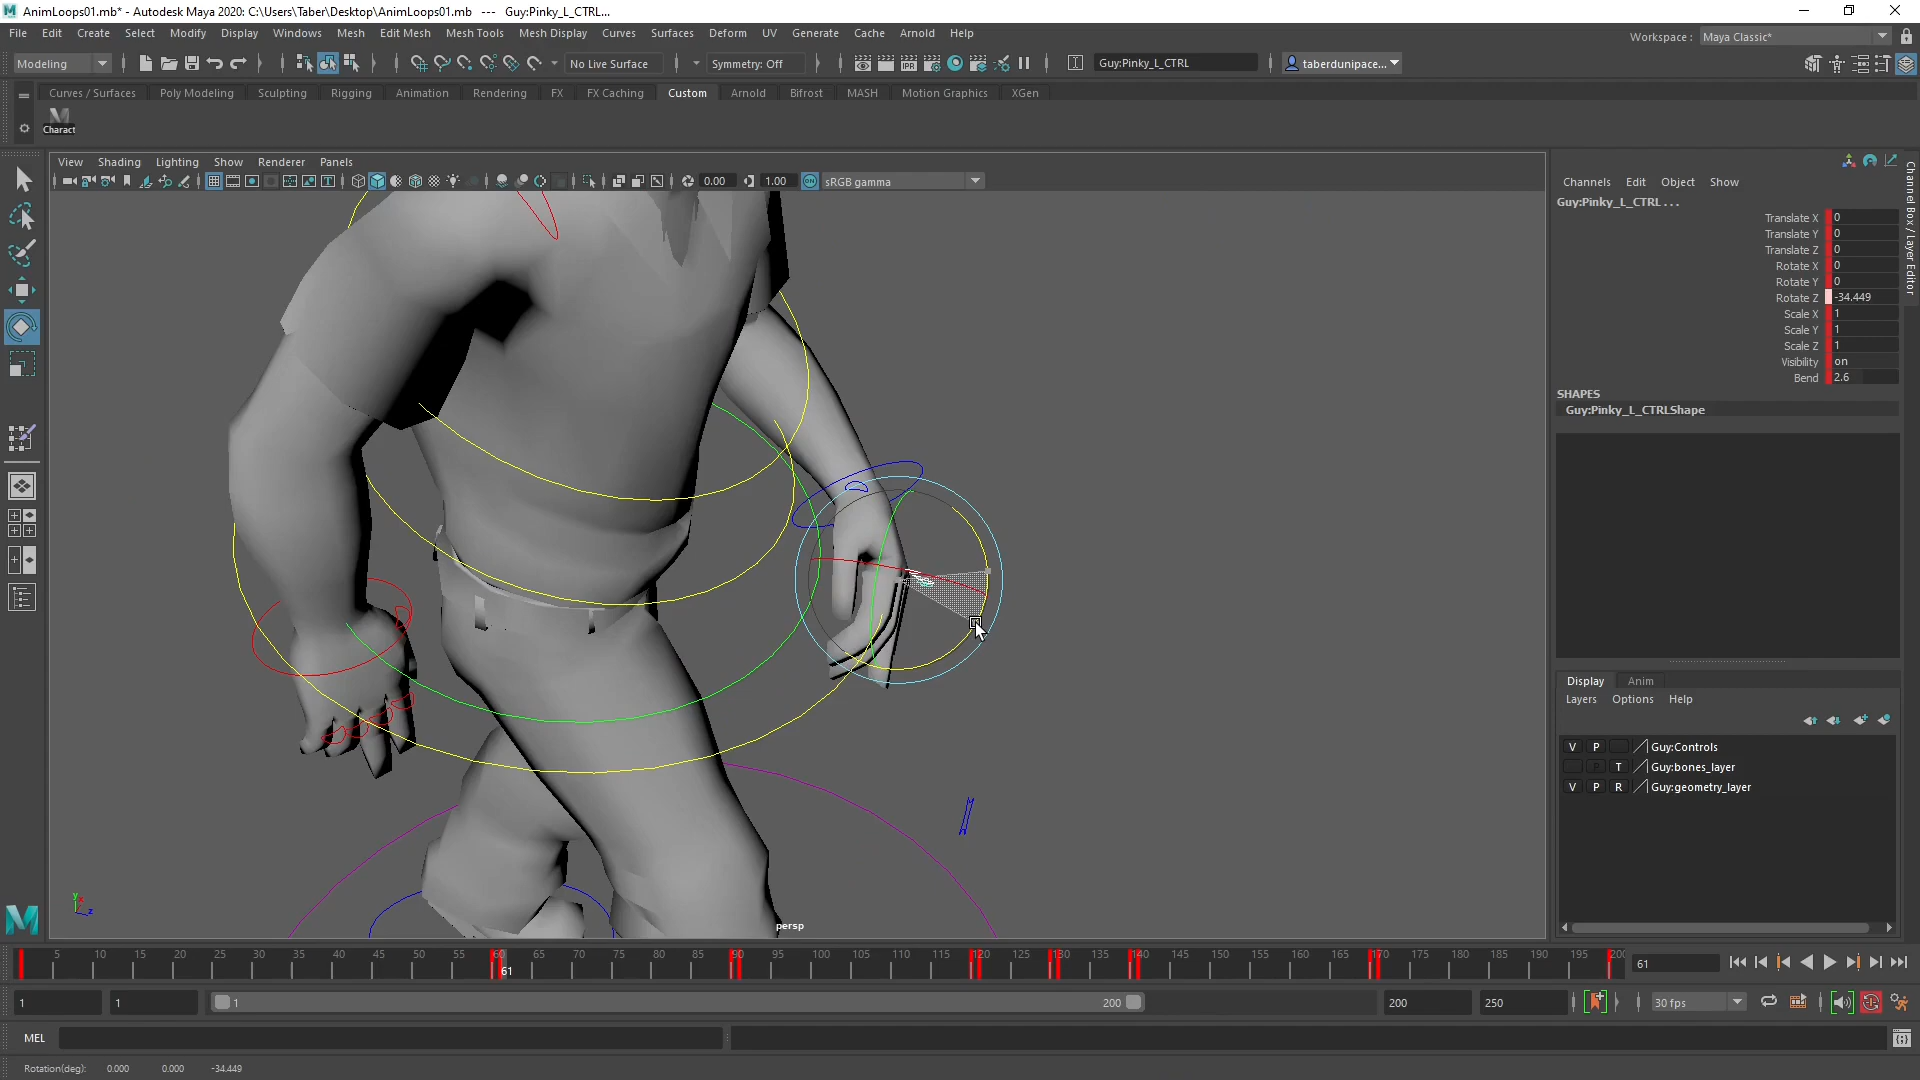 AnimLoops01.mb* - Autodesk Maya 2020: C:\Users\Taber\Desktop\AnimLoops01.mb --- Guy:Pinky_L_CTRL...
File Edit Create Select Modify Display Windows Mesh Edit Mesh Mesh Tools Mesh Display Curves Surfaces Deform UV Generate Cache Arnold Help Workspace : Maya Classic*
Modeling No Live Surface Symmetry: Off IPR Guy:Pinky_L_CTRL taberdunipace...
Curves / Surfaces Poly Modeling Sculpting Rigging Animation Rendering FX FX Caching Custom Arnold Bifrost MASH Motion Graphics XGen
Charact
View Shading Lighting Show Renderer Panels
0.00 1.00 ON sRGB gamma
Channels Edit Object Show
Guy:Pinky_L_CTRL . . .
Translate X 0
Translate Y 0
Translate Z 0
Rotate X 0
Rotate Y 0
Rotate Z -34.449
Scale X 1
Scale Y 1
Scale Z 1
Visibility on
Bend 2.6
SHAPES
Guy:Pinky_L_CTRLShape
Channel Box / Layer Editor
Display Anim
Layers Options Help
V P Guy:Controls
P T Guy:bones_layer
V P R Guy:geometry_layer
y z
persp
5 10 15 20 25 30 35 40 45 50 55 60 65 70 75 80 85 90 95 100 105 110 115 120 125 130 135 140 145 150 155 160 165 170 175 180 185 190 195 200
61 61
1 1 1 200 200 250 30 fps
MEL
Rotation(deg): 0.000 0.000 -34.449